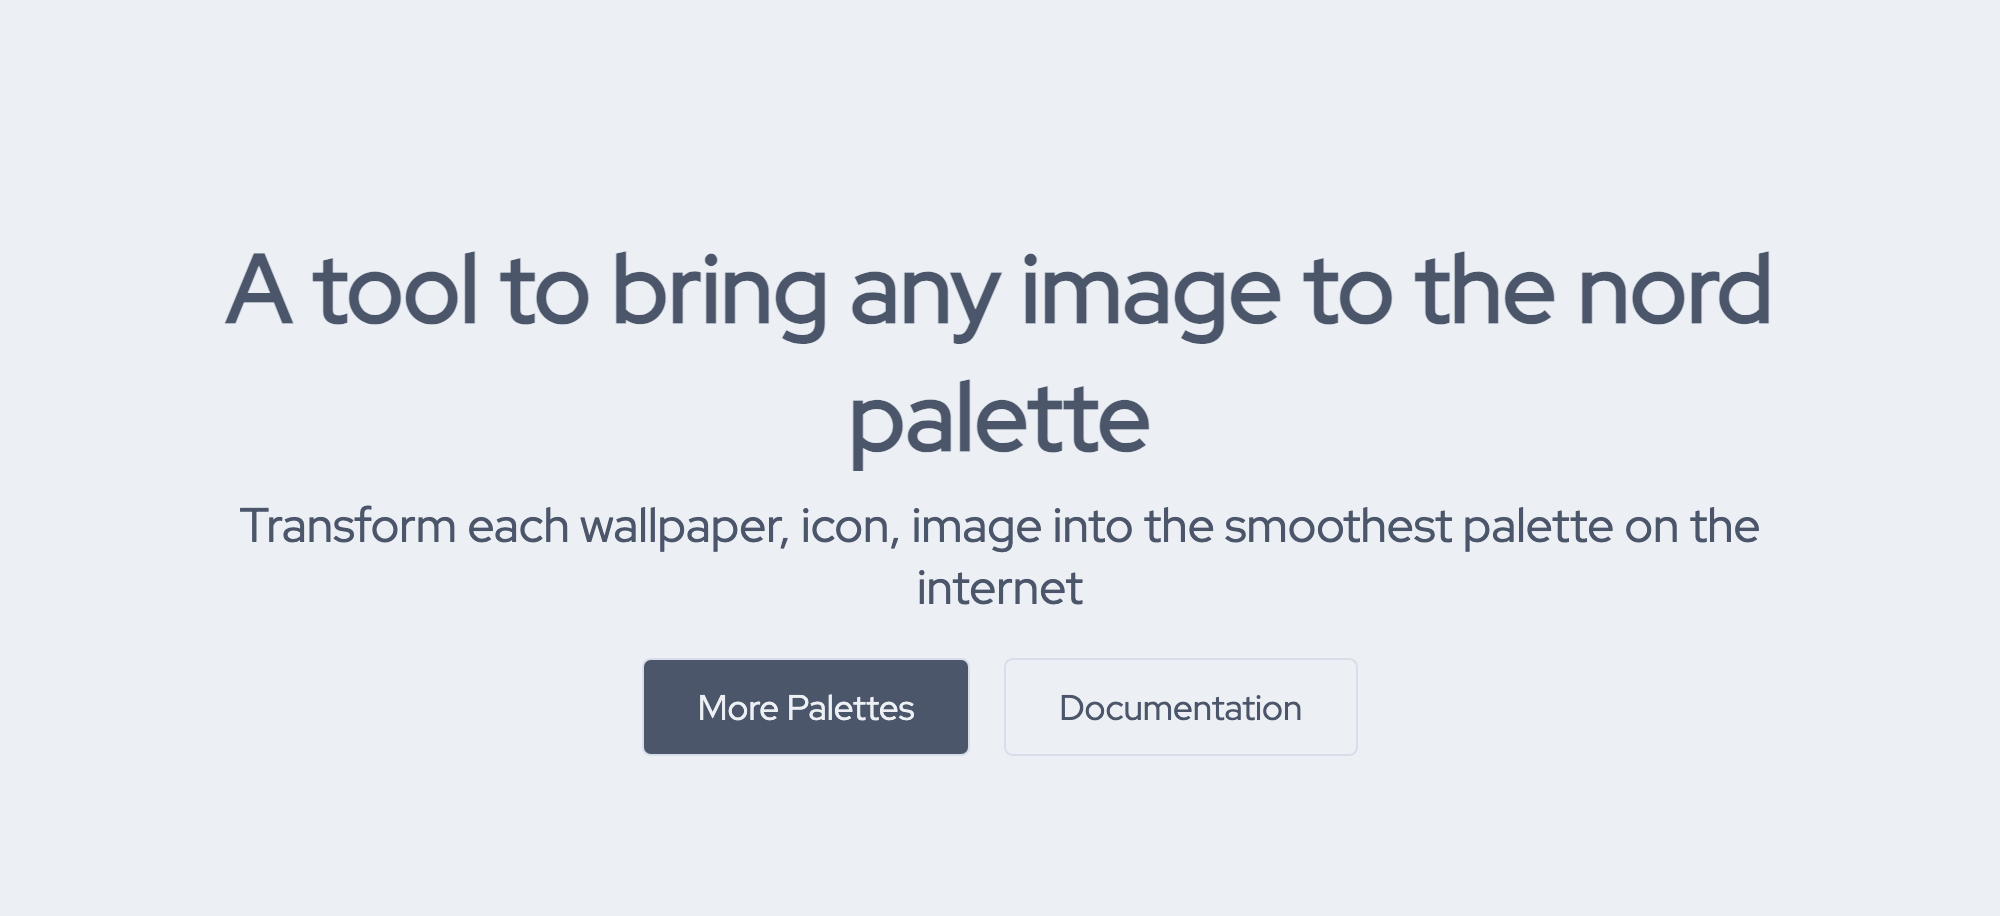 A tool to bring any image to the nord
palette
Transform each wallpaper, icon, image into the smoothest palette on the
internet
More Palettes
Documentation